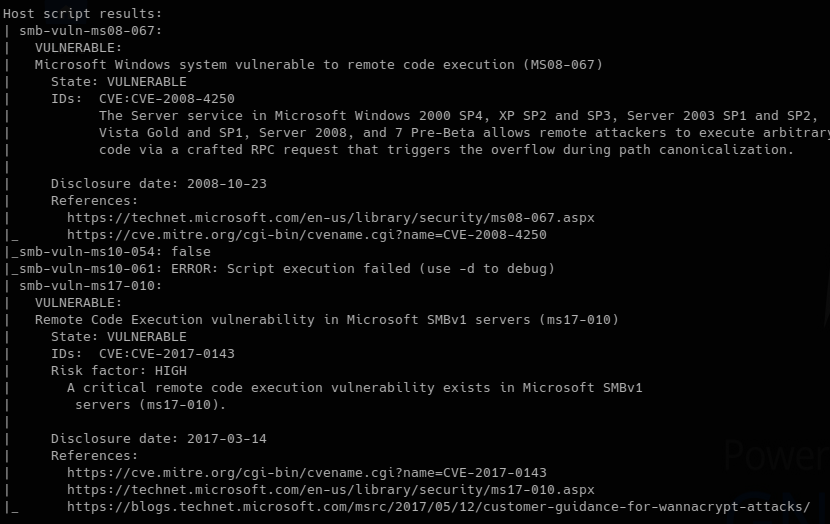 Host script results:
| smb-vuln-ms08-067:
|   VULNERABLE:
|   Microsoft Windows system vulnerable to remote code execution (MS08-067)
|     State: VULNERABLE
|     IDs:  CVE:CVE-2008-4250
|           The Server service in Microsoft Windows 2000 SP4, XP SP2 and SP3, Server 2003 SP1 and SP2,
|           Vista Gold and SP1, Server 2008, and 7 Pre-Beta allows remote attackers to execute arbitrary
|           code via a crafted RPC request that triggers the overflow during path canonicalization.
|
|     Disclosure date: 2008-10-23
|     References:
|       https://technet.microsoft.com/en-us/library/security/ms08-067.aspx
|_      https://cve.mitre.org/cgi-bin/cvename.cgi?name=CVE-2008-4250
|_smb-vuln-ms10-054: false
|_smb-vuln-ms10-061: ERROR: Script execution failed (use -d to debug)
| smb-vuln-ms17-010:
|   VULNERABLE:
|   Remote Code Execution vulnerability in Microsoft SMBv1 servers (ms17-010)
|     State: VULNERABLE
|     IDs:  CVE:CVE-2017-0143
|     Risk factor: HIGH
|       A critical remote code execution vulnerability exists in Microsoft SMBv1
|        servers (ms17-010).
|
|     Disclosure date: 2017-03-14
|     References:
|       https://cve.mitre.org/cgi-bin/cvename.cgi?name=CVE-2017-0143
|       https://technet.microsoft.com/en-us/library/security/ms17-010.aspx
|_      https://blogs.technet.microsoft.com/msrc/2017/05/12/customer-guidance-for-wannacrypt-attacks/
Power